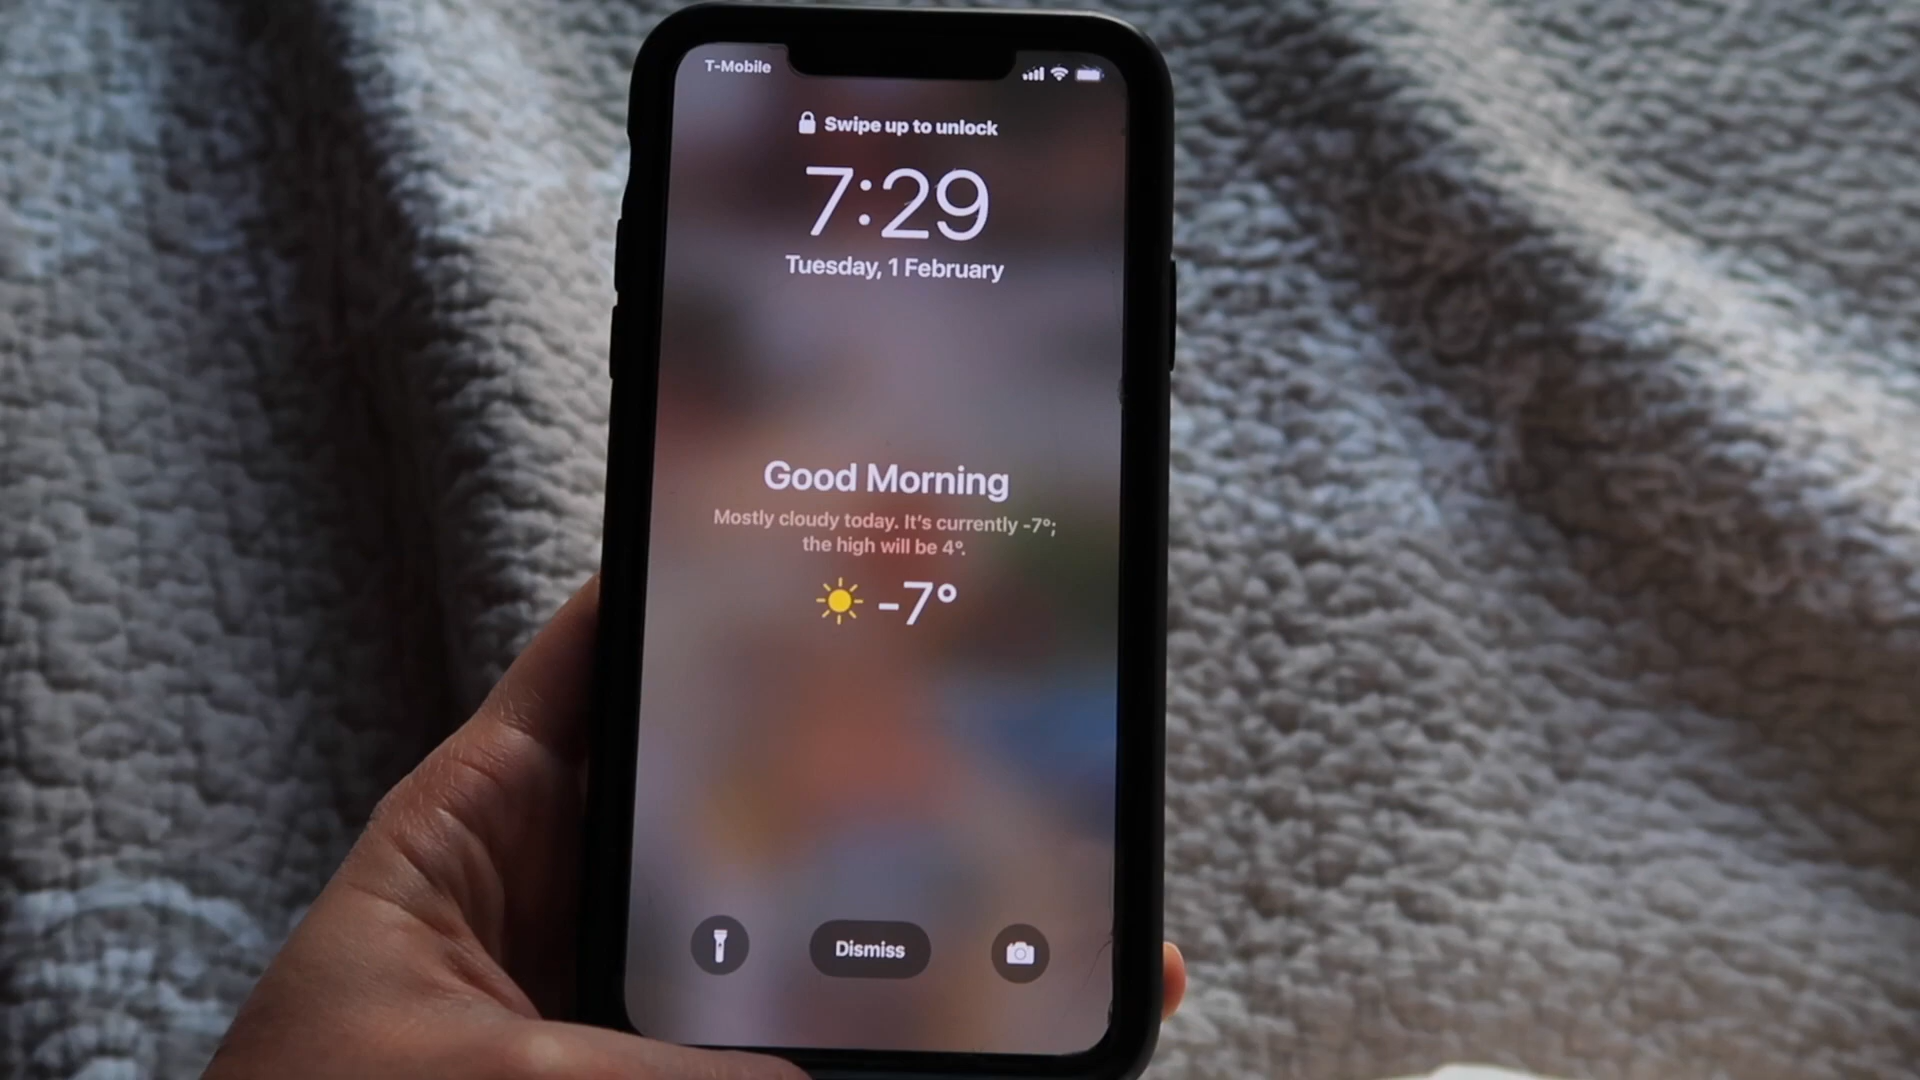 T-Mobile
Swipe up to unlock
7:29
Tuesday, 1 February
Good Morning
Mostly cloudy today. It's currently -7°;
the high will be 4°.
-7°
Dismiss